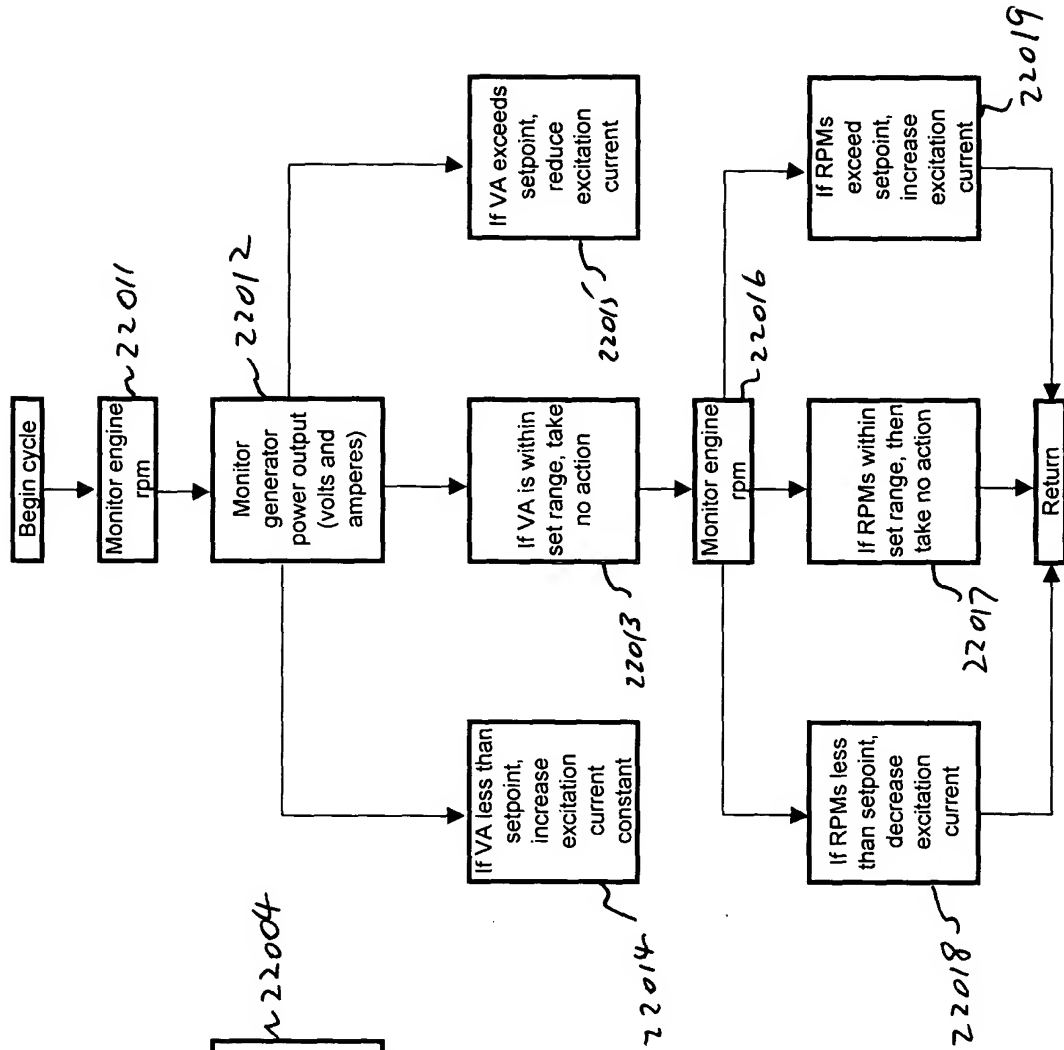 Begin cycle
Monitor engine
rpm
22011
Monitor
generator
power output
(volts and
amperes)
22012
22004
If VA less than
setpoint,
increase
excitation
current
constant
22014
If VA is within
set range, take
no action
22013
If VA exceeds
setpoint,
reduce
excitation
current
22015
Monitor engine
rpm
22016
If RPMs less
than setpoint,
decrease
excitation
current
22018
If RPMs within
set range, then
take no action
22017
If RPMs
exceed
setpoint,
increase
excitation
current
22019
Return